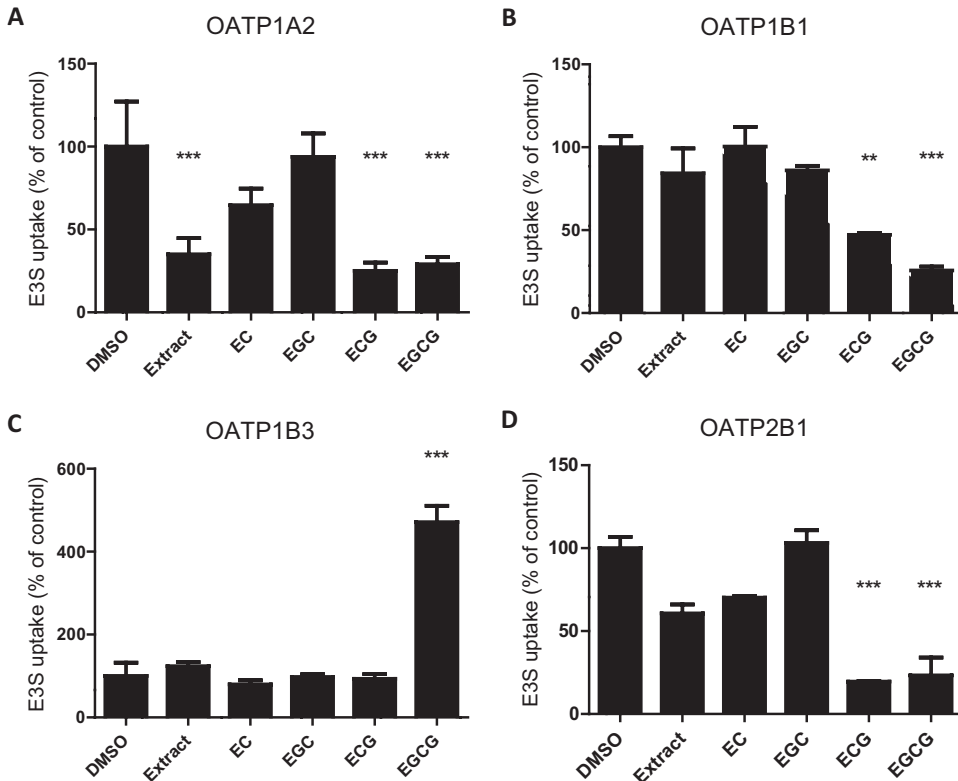 A
OATP1A2
E3S uptake (% of control)
150
100
50
0
***
***
***
DMSO
Extract
EC
EGC
ECG
EGCG
B
OATP1B1
E3S uptake (% of control)
150
100
50
0
**
***
DMSO
Extract
EC
EGC
ECG
EGCG
C
OATP1B3
E3S uptake (% of control)
600
400
200
0
***
DMSO
Extract
EC
EGC
ECG
EGCG
D
OATP2B1
E3S uptake (% of control)
150
100
50
0
***
***
DMSO
Extract
EC
EGC
ECG
EGCG